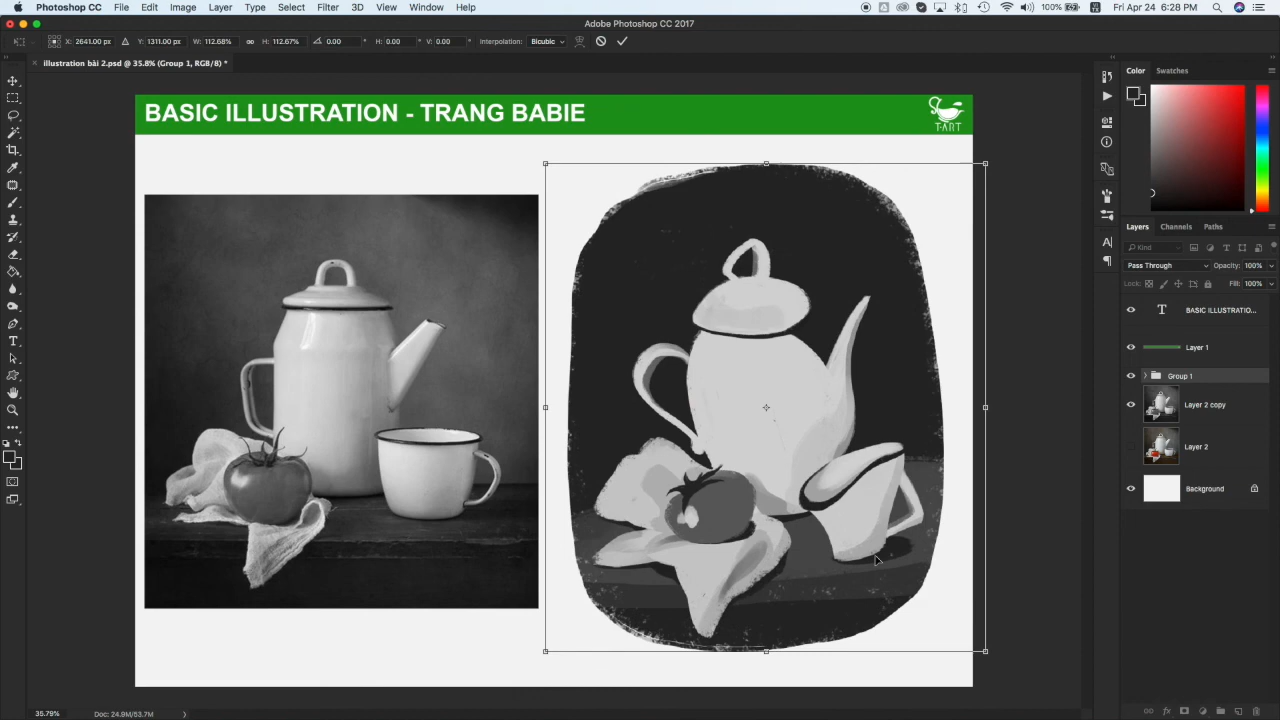 Photoshop CC File Edit Image Layer Type Select Filter 3D View Window Help 100% Fri Apr 24 6:28 PM
Adobe Photoshop CC 2017
X: 2641.00 px Y: 1311.00 px W: 112.68% H: 112.67% 0.00 ° H: 0.00 ° V: 0.00 ° Interpolation: Bicubic
illustration bài 2.psd @ 35.8% (Group 1, RGB/8) *
Color Swatches
BASIC ILLUSTRATION - TRANG BABIE
T-ART
Layers Channels Paths
Kind
Pass Through Opacity: 100%
Lock: Fill: 100%
T BASIC ILLUSTRATIO...
Layer 1
Group 1
Layer 2 copy
Layer 2
Background
35.79% Doc: 24.9M/53.7M